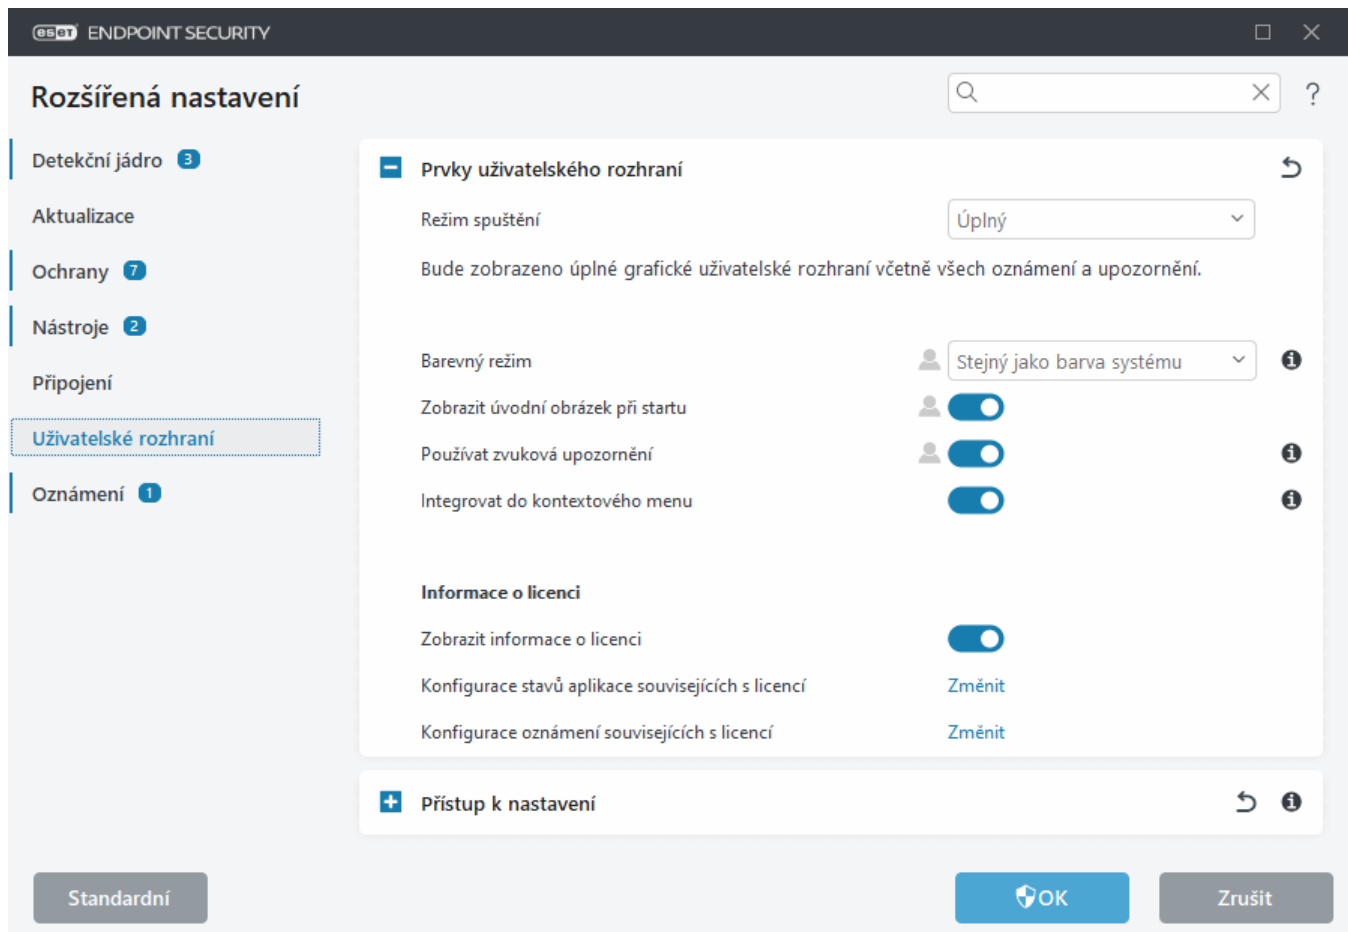 eset ENDPOINT SECURITY
Rozšířená nastavení
?
Detekční jádro 3
Aktualizace
Ochrany 7
Nástroje 2
Připojení
Uživatelské rozhraní
Oznámení 1
Prvky uživatelského rozhraní
Režim spuštění Úplný
Bude zobrazeno úplné grafické uživatelské rozhraní včetně všech oznámení a upozornění.
Barevný režim Stejný jako barva systému
Zobrazit úvodní obrázek při startu
Používat zvuková upozornění
Integrovat do kontextového menu
Informace o licenci
Zobrazit informace o licenci
Konfigurace stavů aplikace souvisejících s licencí Změnit
Konfigurace oznámení souvisejících s licencí Změnit
Přístup k nastavení
Standardní OK Zrušit